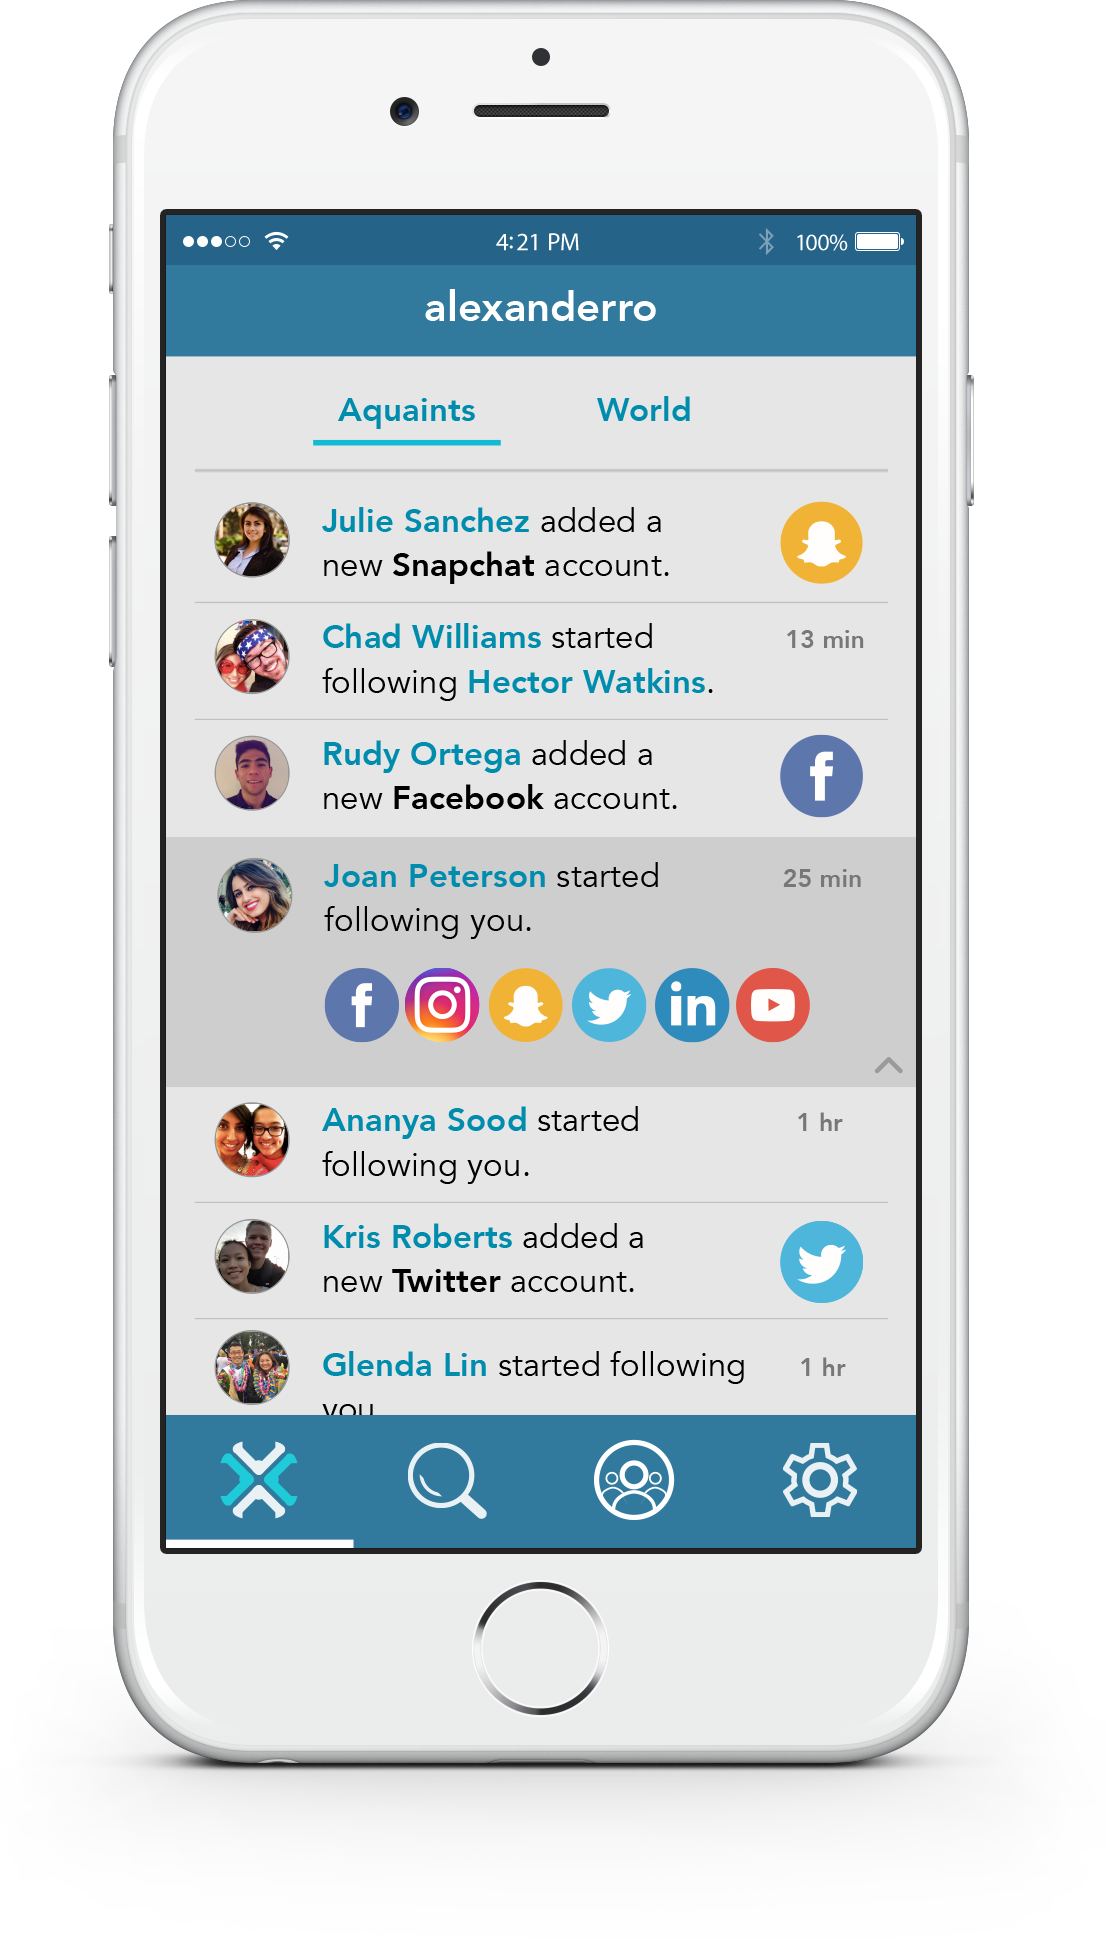 4:21 PM
100%
alexanderro
Aquaints
World
Julie Sanchez added a
new Snapchat account.
Chad Williams started
13 min
following Hector Watkins.
Rudy Ortega added a
new Facebook account.
Joan Peterson started
25 min
following you.
Ananya Sood started
1 hr
following you.
Kris Roberts added a
new Twitter account.
Glenda Lin started following
1 hr
you